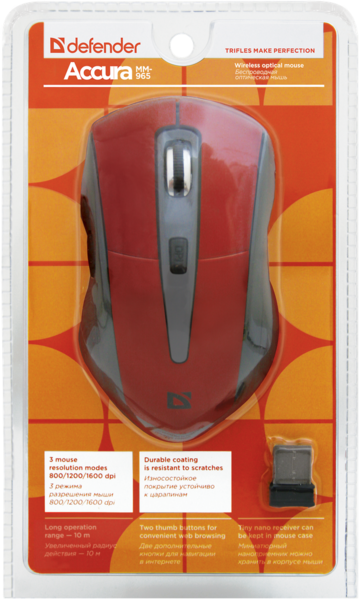 defender
TRIFLES MAKE PERFECTION
Accura MM-965
Wireless optical mouse
Беспроводная
оптическая мышь
3 mouse
resolution modes
800/1200/1600 dpi
3 режима
разрешения мыши
800/1200/1600 dpi
Durable coating
is resistant to scratches
Износостойкое
покрытие устойчиво
к царапинам
Long operation
range — 10 m
Увеличенный радиус
действия — 10 м
Two thumb buttons for
convenient web browsing
Две дополнительные
кнопки для навигации
в интернете
Tiny nano receiver can
be kept in mouse case
Миниатюрный
наноприемник можно
хранить в корпусе мыши